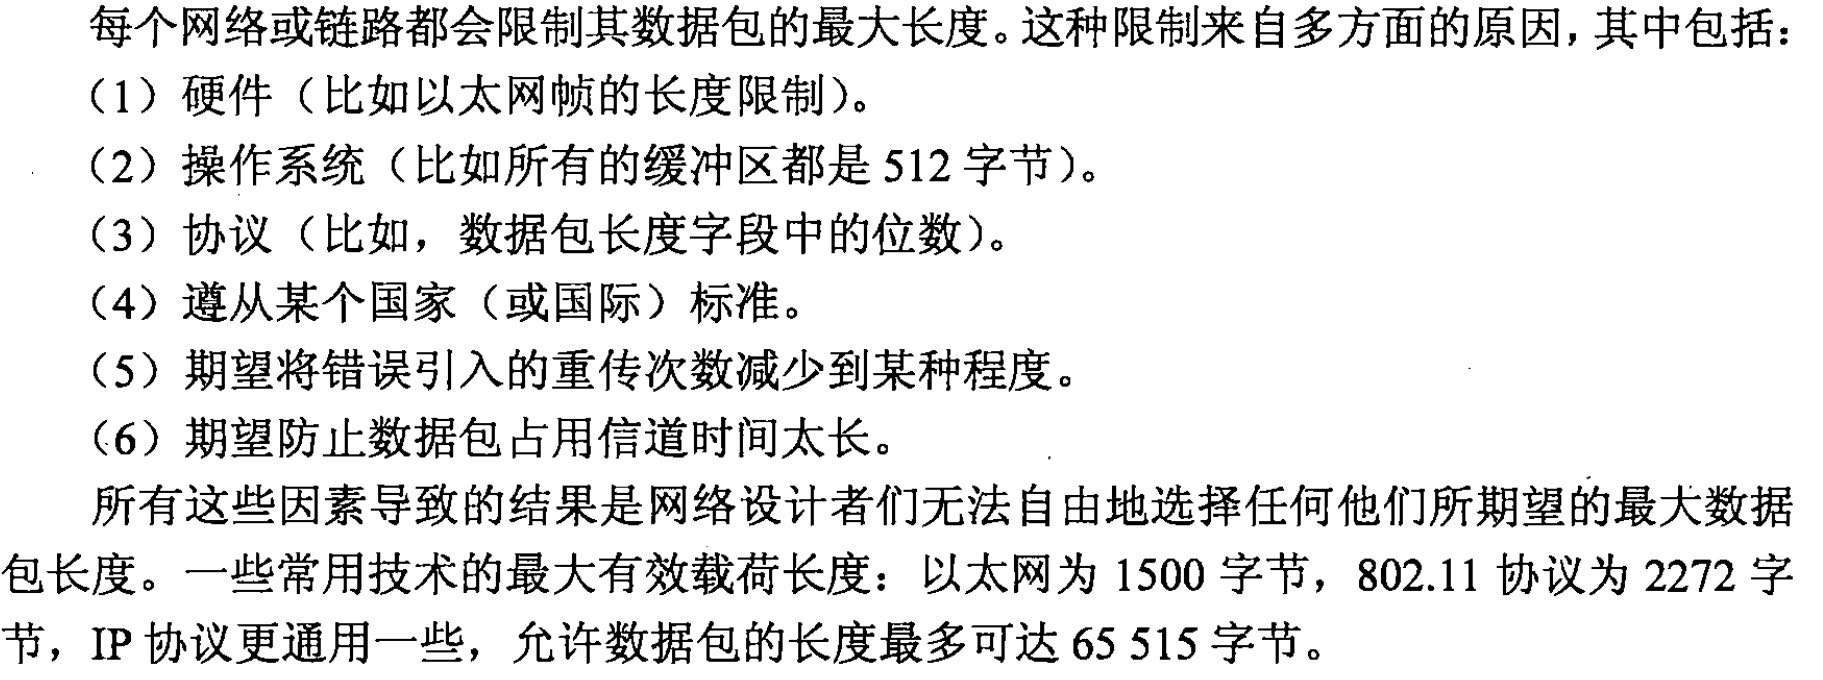 每个网络或链路都会限制其数据包的最大长度。这种限制来自多方面的原因，其中包括：
（1）硬件（比如以太网帧的长度限制）。
（2）操作系统（比如所有的缓冲区都是 512 字节）。
（3）协议（比如，数据包长度字段中的位数）。
（4）遵从某个国家（或国际）标准。
（5）期望将错误引入的重传次数减少到某种程度。
（6）期望防止数据包占用信道时间太长。
所有这些因素导致的结果是网络设计者们无法自由地选择任何他们所期望的最大数据
包长度。一些常用技术的最大有效载荷长度：以太网为 1500 字节，802.11 协议为 2272 字
节，IP 协议更通用一些，允许数据包的长度最多可达 65 515 字节。